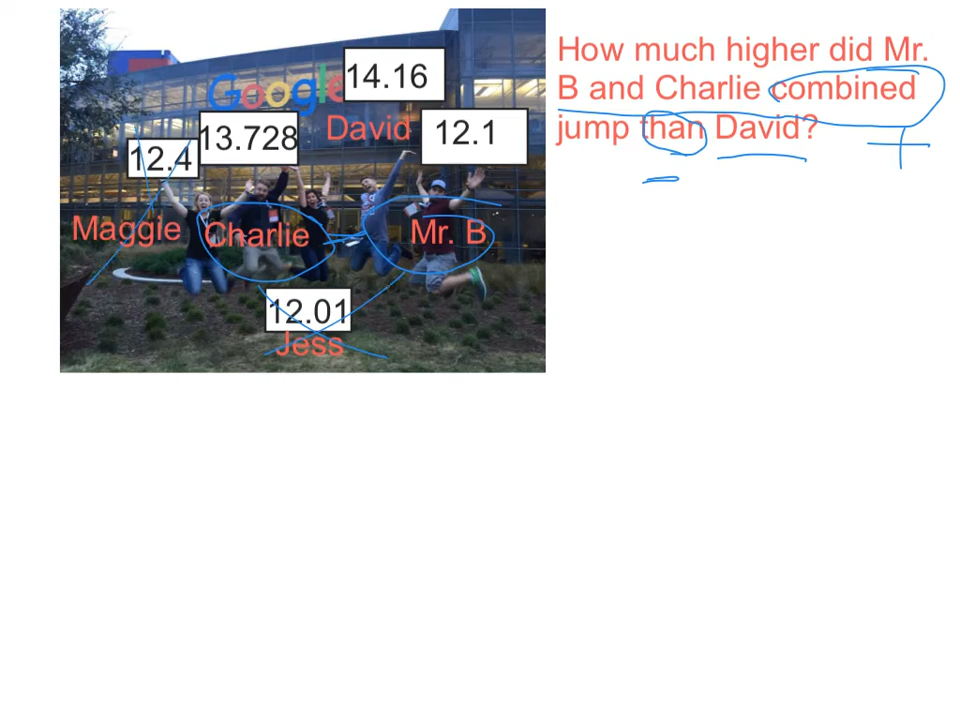 How much higher did Mr.
B and Charlie combined
jump than David?
+
-
Google
14.16
David
13.728
12.1
12.4
Maggie
Charlie
Mr. B
12.01
Jess